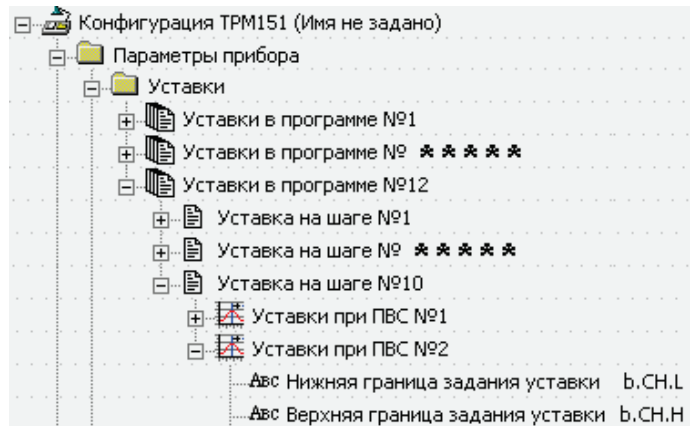 Конфигурация ТРМ151 (Имя не задано)
Параметры прибора
Уставки
Уставки в программе №1
Уставки в программе № * * * * *
Уставки в программе №12
Уставка на шаге №1
Уставка на шаге № * * * * *
Уставка на шаге №10
Уставки при ПВС №1
Уставки при ПВС №2
Авс Нижняя граница задания уставки b.CH.L
Авс Верхняя граница задания уставки b.CH.H